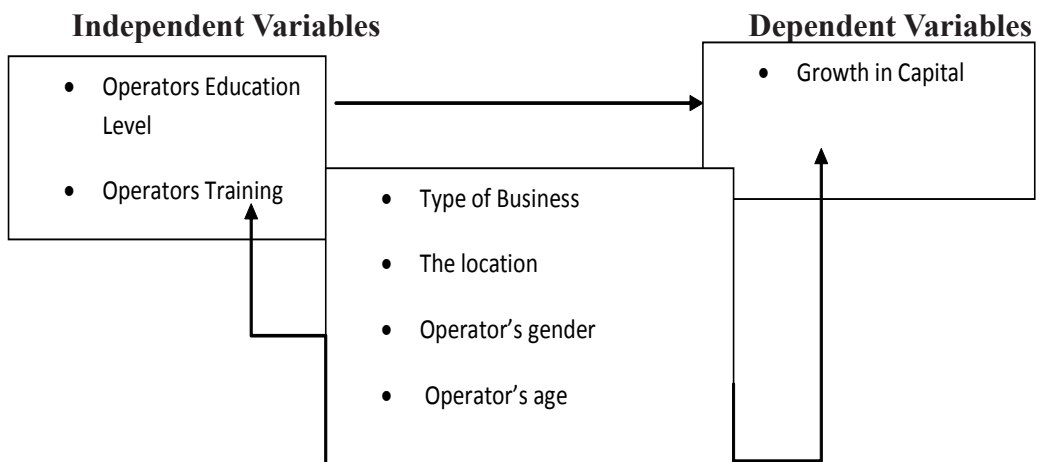 Independent Variables
Dependent Variables
• Operators Education
Level
• Operators Training
• Growth in Capital
• Type of Business
• The location
• Operator’s gender
• Operator’s age